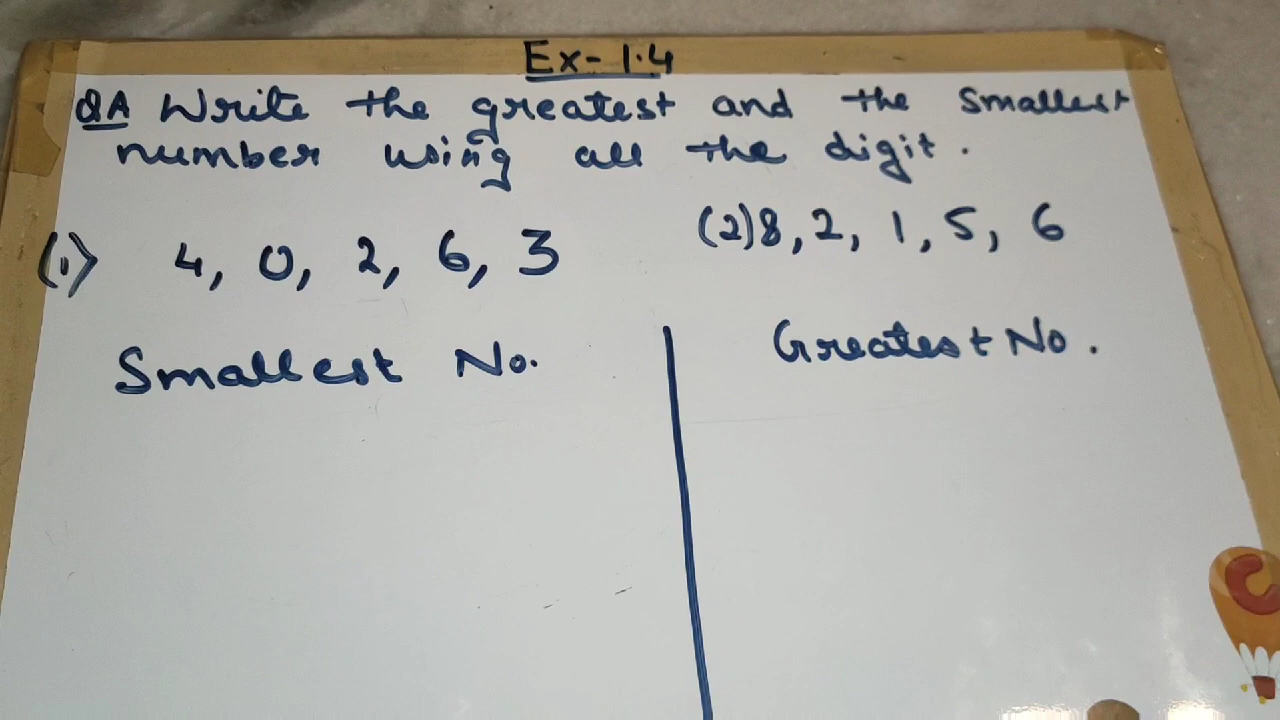 Ex- 1.4
QA Write the greatest and the smallest
number using all the digit.
(1) 4, 0, 2, 6, 3
(2) 8, 2, 1, 5, 6
Smallest No.
Greatest No.
C